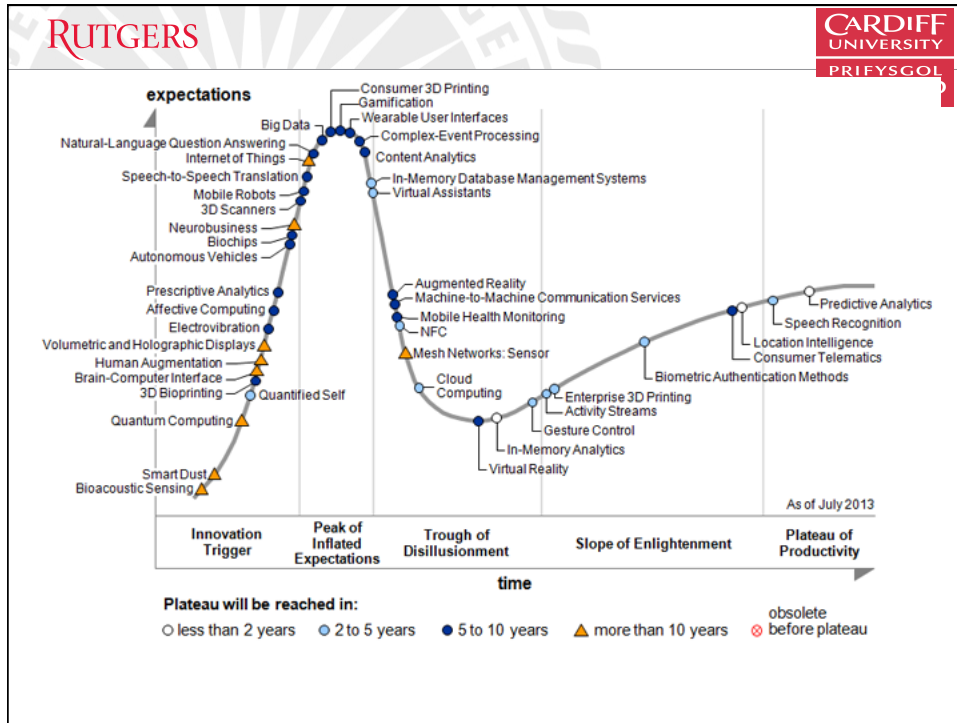 RUTGERS
CARDIFF
UNIVERSITY
PRIFYSGOL
expectations
Consumer 3D Printing
Gamification
Wearable User Interfaces
Big Data
Complex-Event Processing
Natural-Language Question Answering
Content Analytics
Internet of Things
Speech-to-Speech Translation
In-Memory Database Management Systems
Mobile Robots
Virtual Assistants
3D Scanners
Neurobusiness
Biochips
Autonomous Vehicles
Augmented Reality
Prescriptive Analytics
Machine-to-Machine Communication Services
Predictive Analytics
Affective Computing
Mobile Health Monitoring
Speech Recognition
Electrovibration
NFC
Location Intelligence
Volumetric and Holographic Displays
Mesh Networks: Sensor
Consumer Telematics
Human Augmentation
Brain-Computer Interface
Biometric Authentication Methods
3D Bioprinting
Quantified Self
Cloud
Computing
Enterprise 3D Printing
Activity Streams
Quantum Computing
Gesture Control
In-Memory Analytics
Virtual Reality
Smart Dust
Bioacoustic Sensing
As of July 2013
Innovation
Trigger
Peak of
Inflated
Expectations
Trough of
Disillusionment
Slope of Enlightenment
Plateau of
Productivity
time
Plateau will be reached in:
less than 2 years
2 to 5 years
5 to 10 years
more than 10 years
obsolete
before plateau